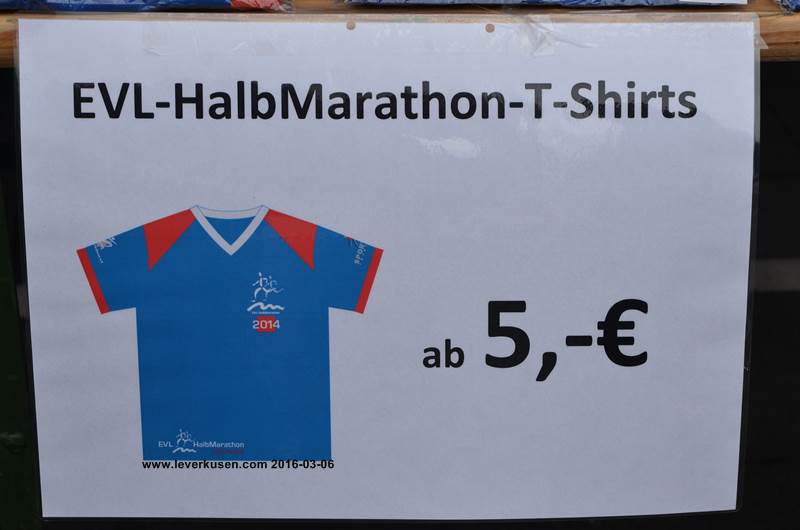 EVL-HalbMarathon-T-Shirts
2014
ab 5,-€
EVL HalbMarathon
www.leverkusen.com 2016-03-06